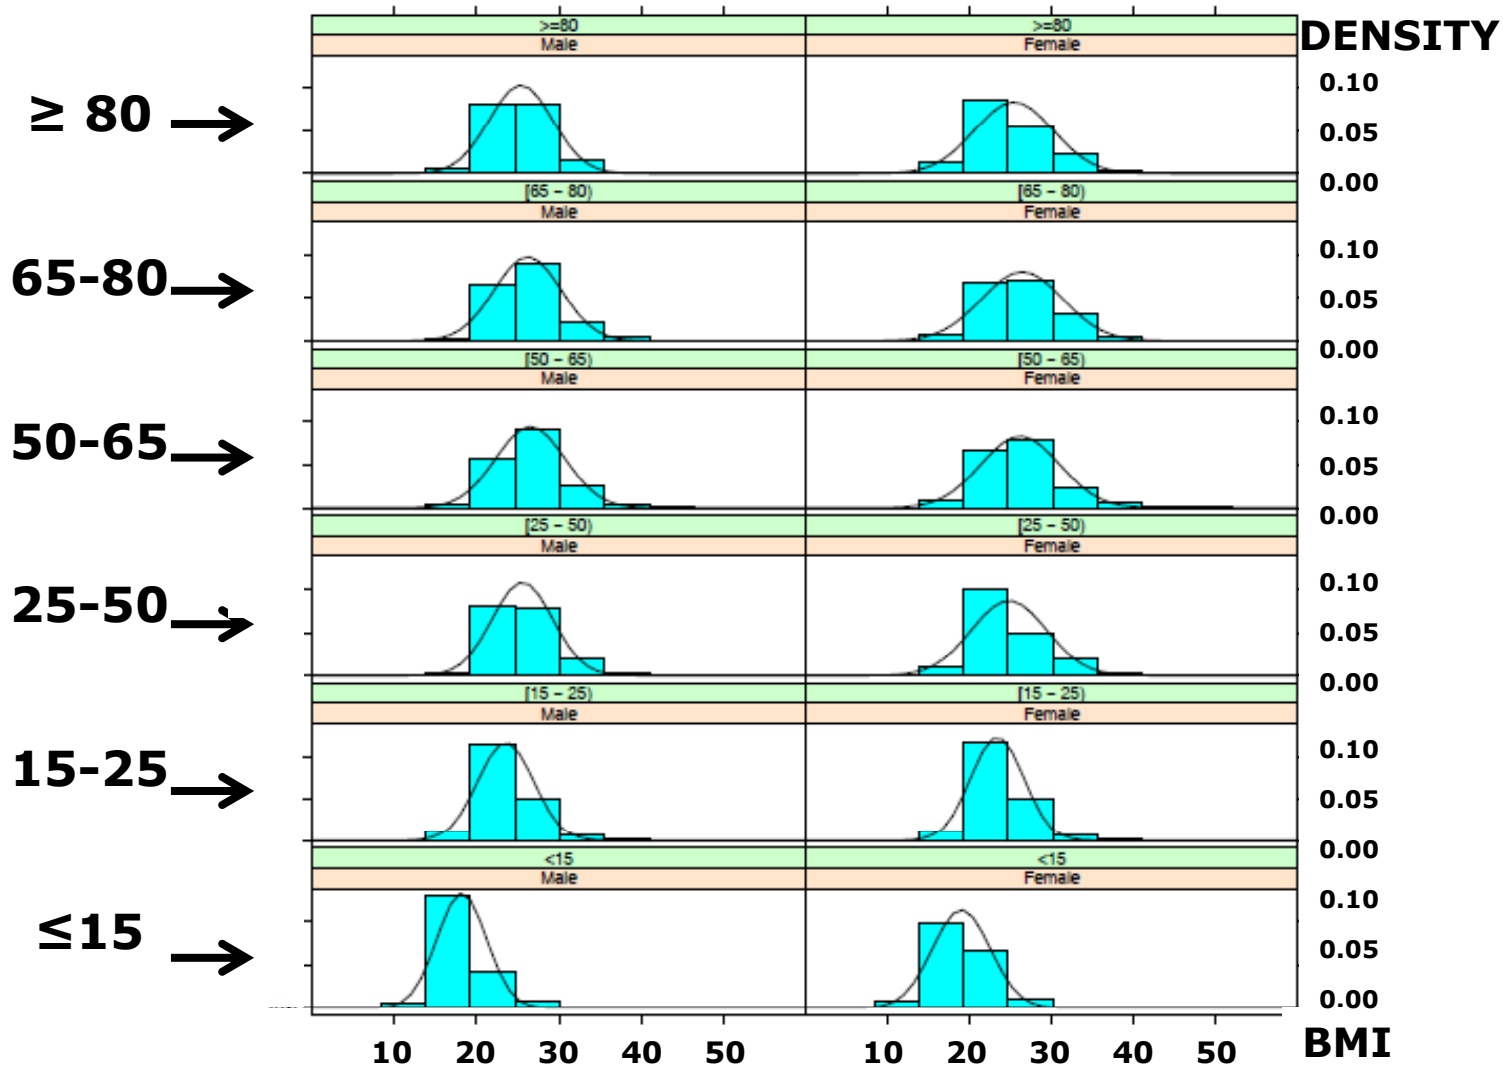 >=80 >=80 DENSITY
Male Female
0.10
≥ 80
0.05
0.00
[65 – 80) [65 – 80)
Male Female
0.10
65-80
0.05
0.00
[50 – 65) [50 – 65)
Male Female
0.10
50-65
0.05
0.00
[25 – 50) [25 – 50)
Male Female
0.10
25-50
0.05
0.00
[15 – 25) [15 – 25)
Male Female
0.10
15-25
0.05
0.00
<15 <15
Male Female
0.10
≤15
0.05
0.00
10 20 30 40 50 10 20 30 40 50 BMI